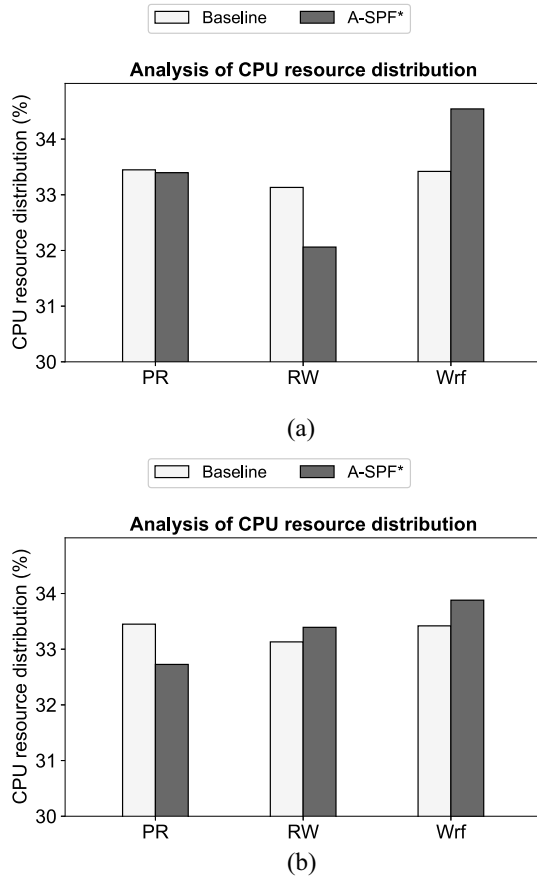 Baseline A-SPF*
Analysis of CPU resource distribution
CPU resource distribution (%)
34
33
32
31
30
PR RW Wrf
(a)
Baseline A-SPF*
Analysis of CPU resource distribution
CPU resource distribution (%)
34
33
32
31
30
PR RW Wrf
(b)